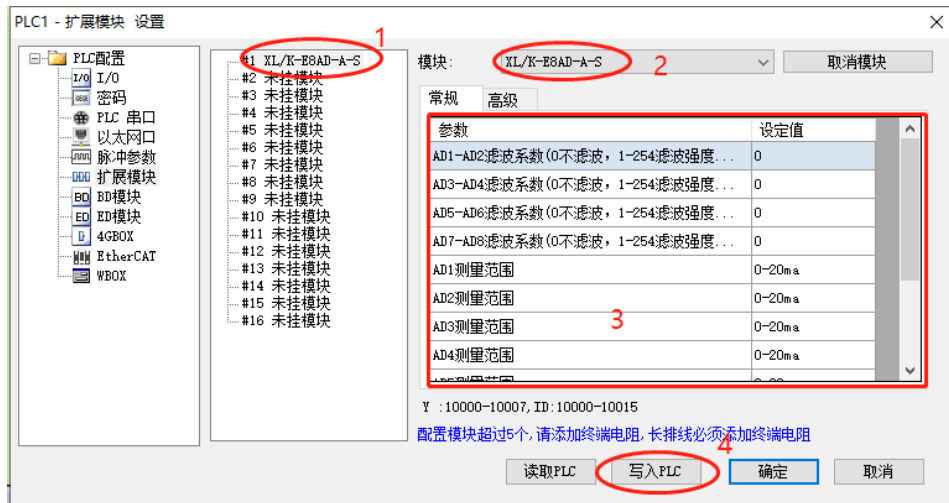 PLC1 - 扩展模块 设置
1
PLC配置
I/O I/O
密码
PLC 串口
以太网口
脉冲参数
扩展模块
BD BD模块
ED ED模块
4GBOX
EtherCAT
WBOX
#1 XL/K-E8AD-A-S
#2 未挂模块
#3 未挂模块
#4 未挂模块
#5 未挂模块
#6 未挂模块
#7 未挂模块
#8 未挂模块
#9 未挂模块
#10 未挂模块
#11 未挂模块
#12 未挂模块
#13 未挂模块
#14 未挂模块
#15 未挂模块
#16 未挂模块
模块: XL/K-E8AD-A-S 2 取消模块
常规 高级
参数 设定值
AD1-AD2滤波系数(0不滤波，1-254滤波强度... 0
AD3-AD4滤波系数(0不滤波，1-254滤波强度... 0
AD5-AD6滤波系数(0不滤波，1-254滤波强度... 0
AD7-AD8滤波系数(0不滤波，1-254滤波强度... 0
AD1测量范围 0-20ma
AD2测量范围 0-20ma
AD3测量范围 0-20ma
3
AD4测量范围 0-20ma
Y :10000-10007,ID:10000-10015
配置模块超过5个,请添加终端电阻,长排线必须添加终端电阻
4
读取PLC 写入PLC 确定 取消